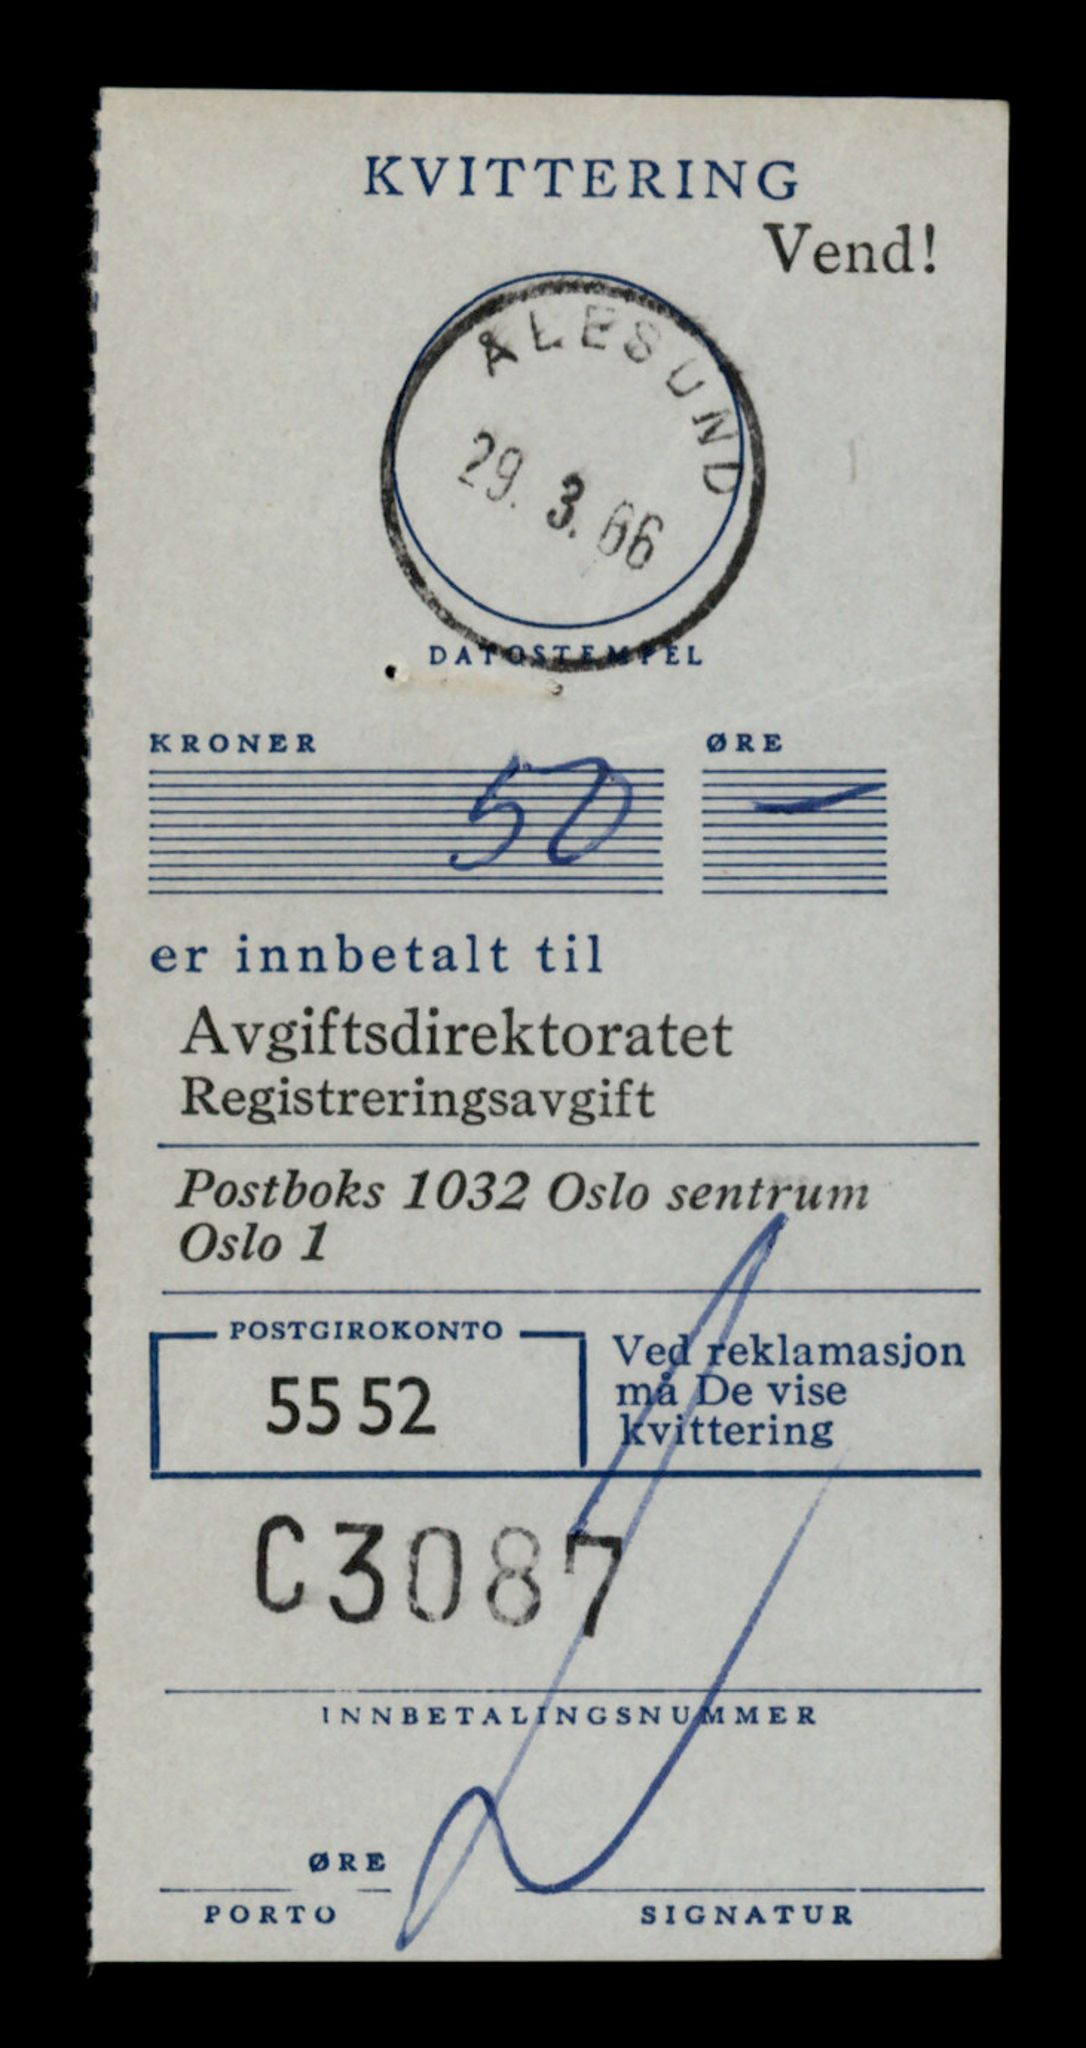 KVITTERING
Vend!
ÅLESUND
29. 3. 66
DATOSTEMPEL
KRONER ØRE
50 —
er innbetalt til
Avgiftsdirektoratet
Registreringsavgift
Postboks 1032 Oslo sentrum
Oslo 1
POSTGIROKONTO
55 52
Ved reklamasjon
må De vise
kvittering
C3087
INNBETALINGSNUMMER
ØRE
PORTO SIGNATUR